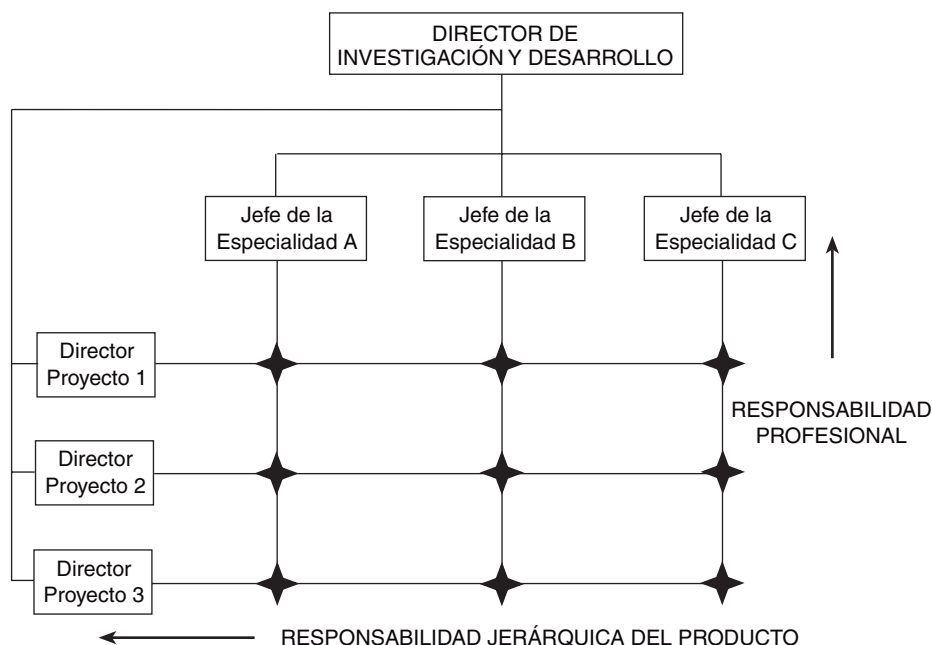 DIRECTOR DE
INVESTIGACIÓN Y DESARROLLO
Jefe de la
Especialidad A
Jefe de la
Especialidad B
Jefe de la
Especialidad C
Director
Proyecto 1
RESPONSABILIDAD
PROFESIONAL
Director
Proyecto 2
Director
Proyecto 3
RESPONSABILIDAD JERÁRQUICA DEL PRODUCTO